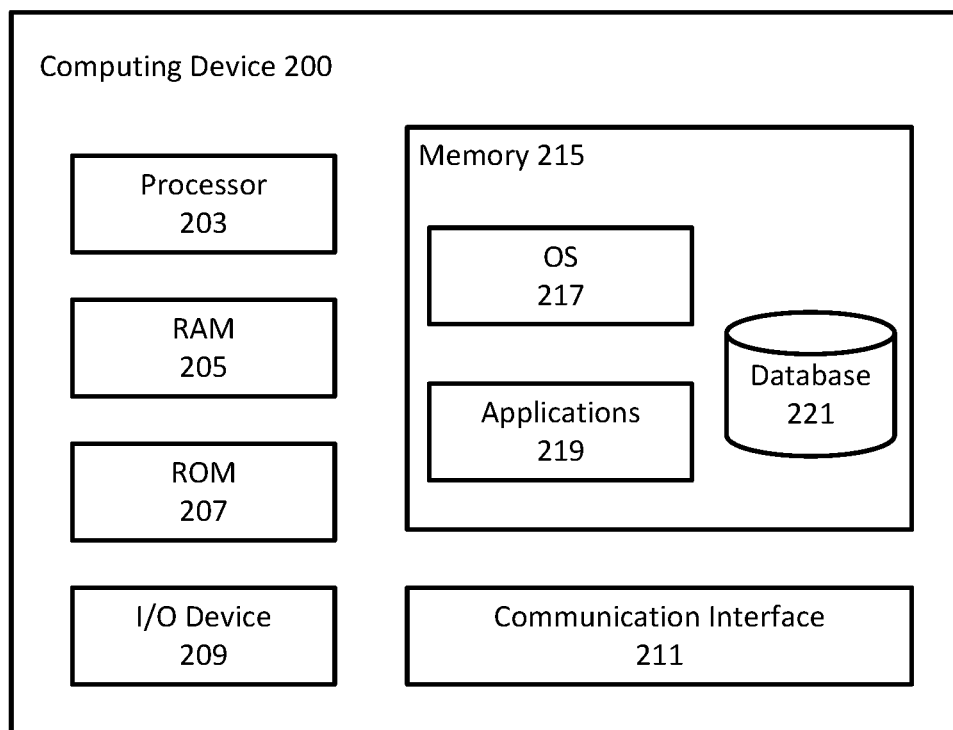 Computing Device 200
Processor
203
RAM
205
ROM
207
I/O Device
209
Memory 215
OS
217
Applications
219
Database
221
Communication Interface
211